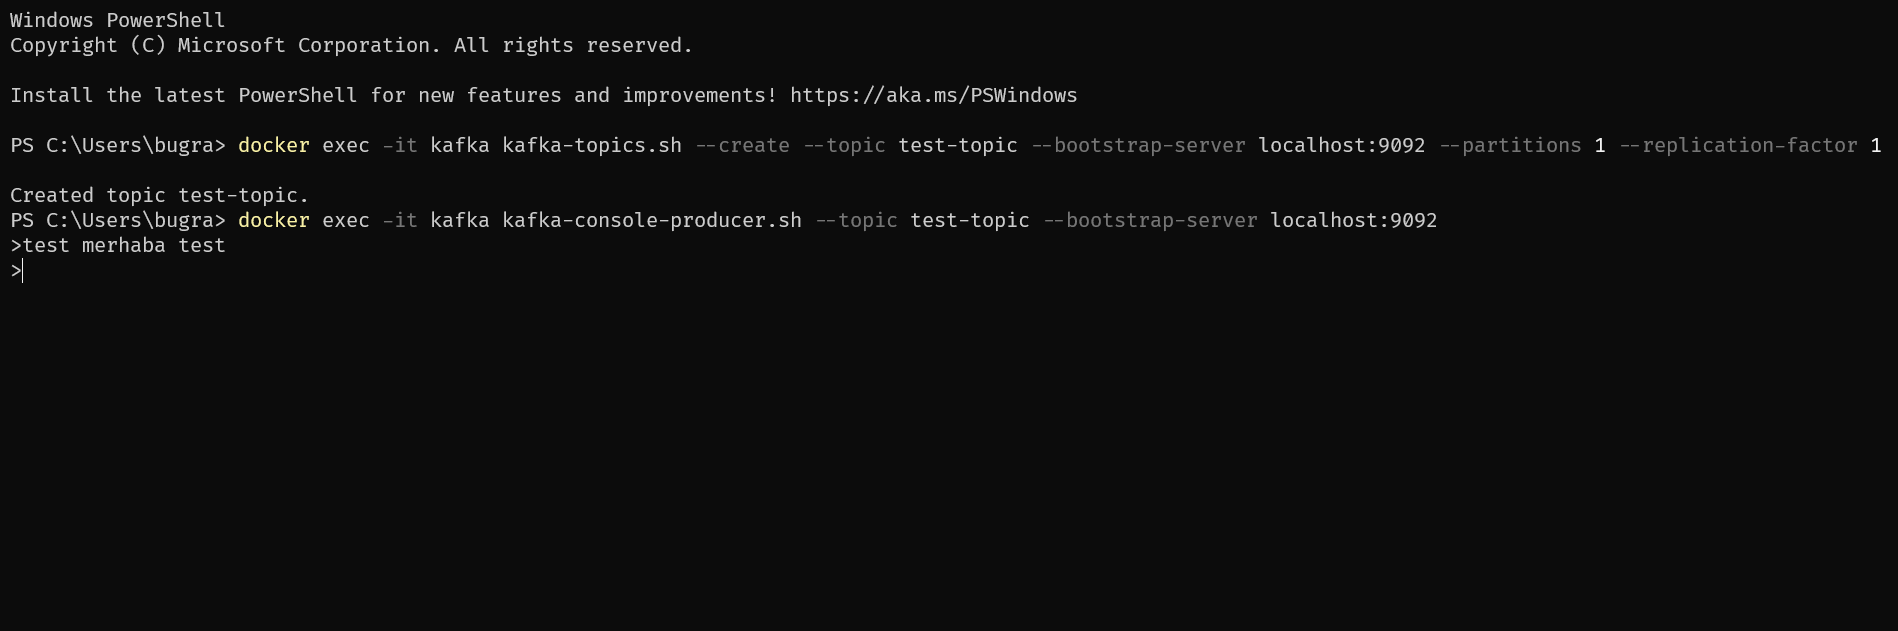 Windows PowerShell
Copyright (C) Microsoft Corporation. All rights reserved.
Install the latest PowerShell for new features and improvements! https://aka.ms/PSWindows
PS C:\Users\bugra> docker exec -it kafka kafka-topics.sh --create --topic test-topic --bootstrap-server localhost:9092 --partitions 1 --replication-factor 1
Created topic test-topic.
PS C:\Users\bugra> docker exec -it kafka kafka-console-producer.sh --topic test-topic --bootstrap-server localhost:9092
>test merhaba test
>